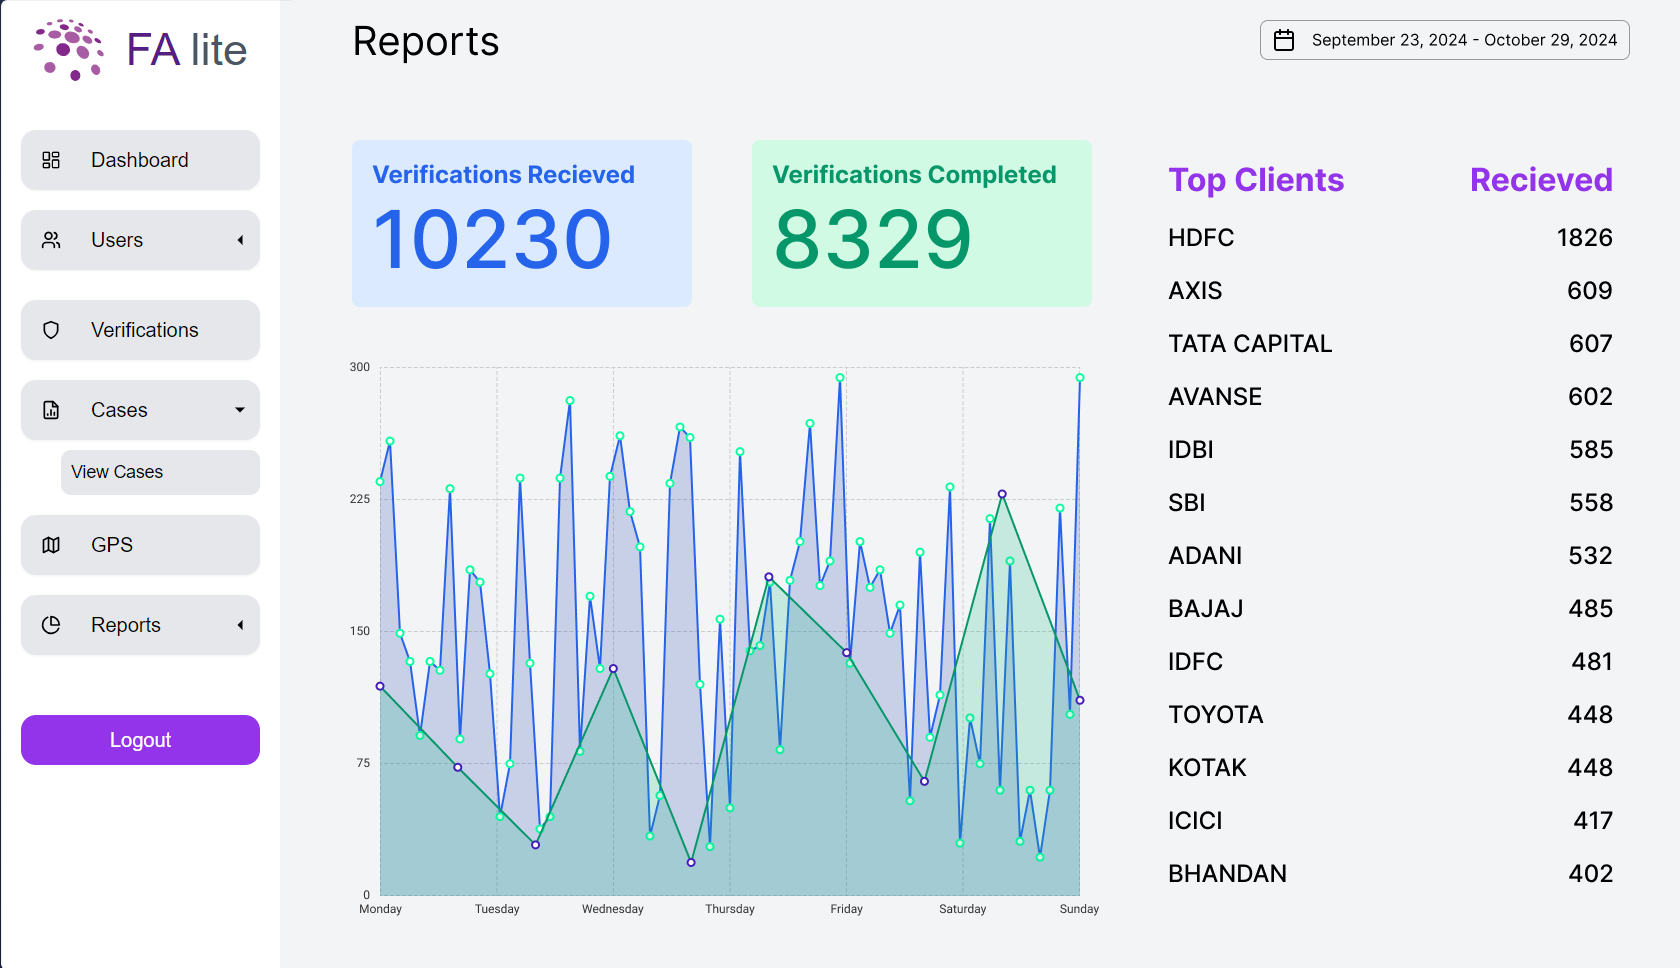 FA lite
Dashboard
Users
Verifications
Cases
View Cases
GPS
Reports
Logout
Reports
September 23, 2024 - October 29, 2024
Verifications Recieved
10230
Verifications Completed
8329
300
225
150
75
0
Monday Tuesday Wednesday Thursday Friday Saturday Sunday
Top Clients Recieved
HDFC 1826
AXIS 609
TATA CAPITAL 607
AVANSE 602
IDBI 585
SBI 558
ADANI 532
BAJAJ 485
IDFC 481
TOYOTA 448
KOTAK 448
ICICI 417
BHANDAN 402